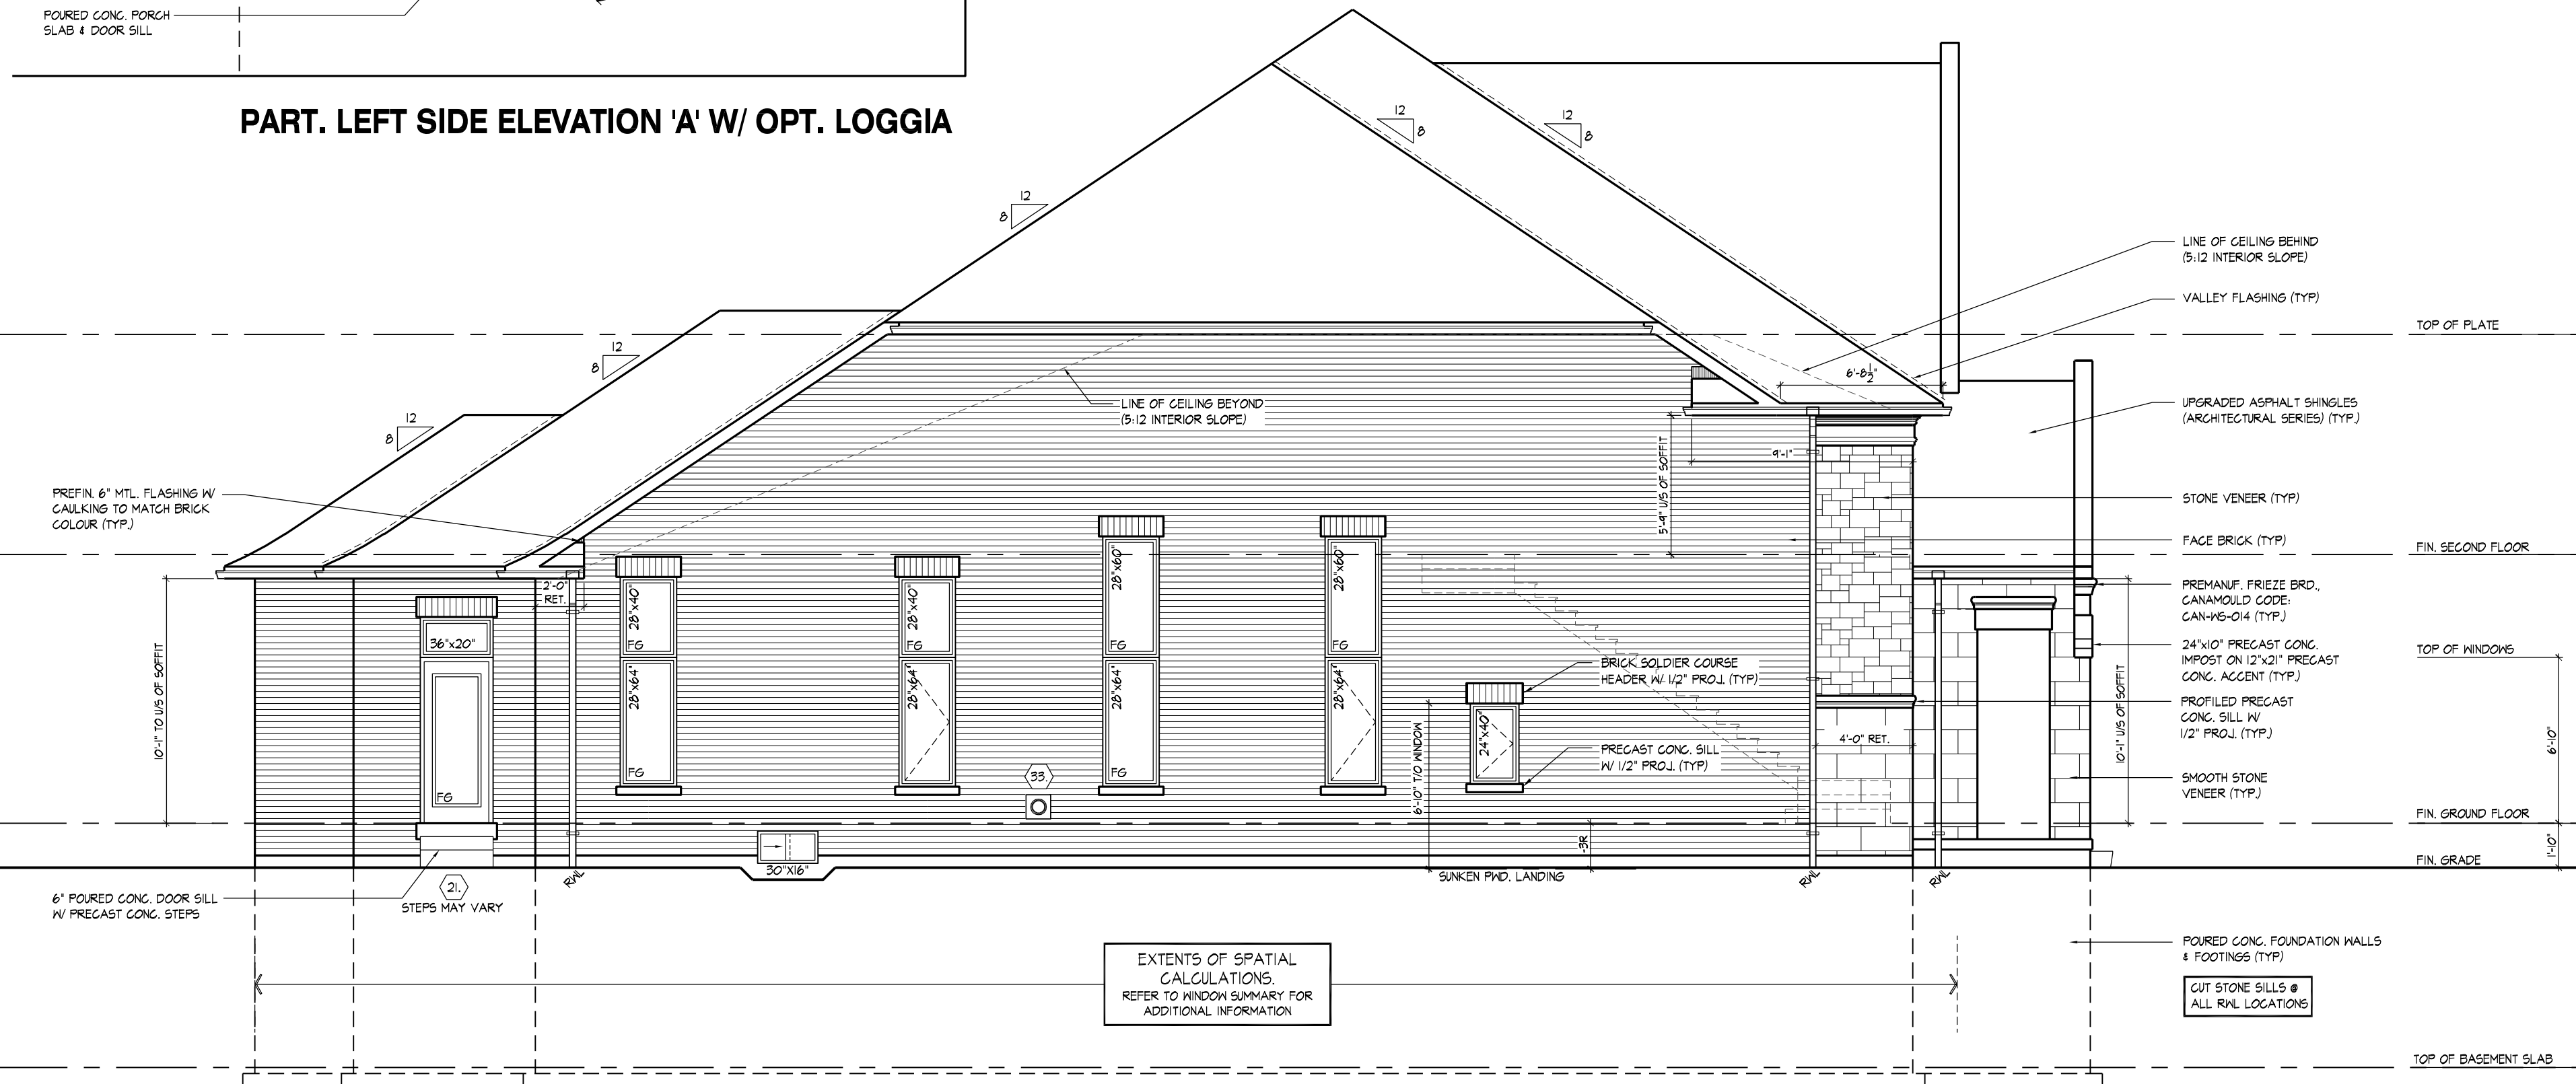 POURED CONC. PORCH
SLAB & DOOR SILL
PART. LEFT SIDE ELEVATION 'A' W/ OPT. LOGGIA
12
8
12
8
12
8
12
8
12
8
LINE OF CEILING BEHIND
(5:12 INTERIOR SLOPE)
VALLEY FLASHING (TYP)
TOP OF PLATE
6'-8½"
LINE OF CEILING BEYOND
(5:12 INTERIOR SLOPE)
UPGRADED ASPHALT SHINGLES
(ARCHITECTURAL SERIES) (TYP.)
9'-1"
5'-9" U/S OF SOFFIT
PREFIN. 6" MTL. FLASHING W/
CAULKING TO MATCH BRICK
COLOUR (TYP.)
STONE VENEER (TYP)
FACE BRICK (TYP)
FIN. SECOND FLOOR
2'-0"
RET.
PREMANUF. FRIEZE BRD.,
CANAMOULD CODE:
CAN-WS-014 (TYP.)
24"x10" PRECAST CONC.
IMPOST ON 12"x21" PRECAST
CONC. ACCENT (TYP.)
TOP OF WINDOWS
10'-1" TO U/S OF SOFFIT
36"x20"
FG
28"x40"
FG
28"x64"
FG
28"x40"
FG
28"x64"
28"x60"
FG
28"x64"
FG
28"x60"
FG
28"x64"
24"x40"
BRICK SOLDIER COURSE
HEADER W/ 1/2" PROJ. (TYP)
PRECAST CONC. SILL
W/ 1/2" PROJ. (TYP)
6'-10" T/O WINDOW
4'-0" RET.
10'-1" U/S OF SOFFIT
PROFILED PRECAST
CONC. SILL W/
1/2" PROJ. (TYP.)
6'-10"
SMOOTH STONE
VENEER (TYP.)
33.
FIN. GROUND FLOOR
-3R
1'-10"
FIN. GRADE
30"X16"
SUNKEN PWD. LANDING
RWL
RWL
RWL
6" POURED CONC. DOOR SILL
W/ PRECAST CONC. STEPS
21.
STEPS MAY VARY
EXTENTS OF SPATIAL
CALCULATIONS.
REFER TO WINDOW SUMMARY FOR
ADDITIONAL INFORMATION
POURED CONC. FOUNDATION WALLS
& FOOTINGS (TYP)
CUT STONE SILLS @
ALL RWL LOCATIONS
TOP OF BASEMENT SLAB